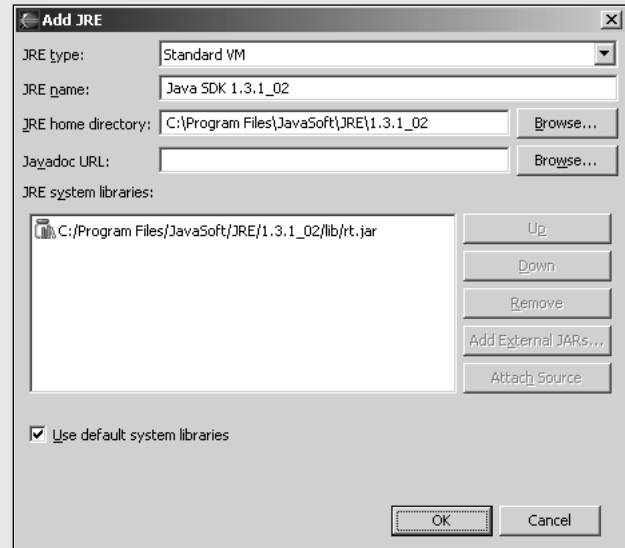 Add JRE
JRE type: Standard VM
JRE name: Java SDK 1.3.1_02
JRE home directory: C:\Program Files\JavaSoft\JRE\1.3.1_02 Browse...
Javadoc URL: Browse...
JRE system libraries:
C:/Program Files/JavaSoft/JRE/1.3.1_02/lib/rt.jar
Up
Down
Remove
Add External JARs...
Attach Source
Use default system libraries
OK Cancel